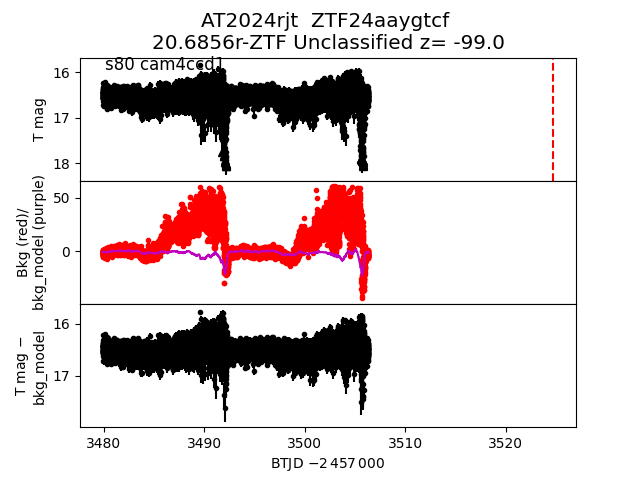 AT2024rjt  ZTF24aaygtcf
20.6856r-ZTF Unclassified z= -99.0
s80 cam4ccd1
16
17
18
T mag
50
0
Bkg (red)/
bkg_model (purple)
16
17
T mag −
bkg_model
3480 3490 3500 3510 3520
BTJD −2 457 000